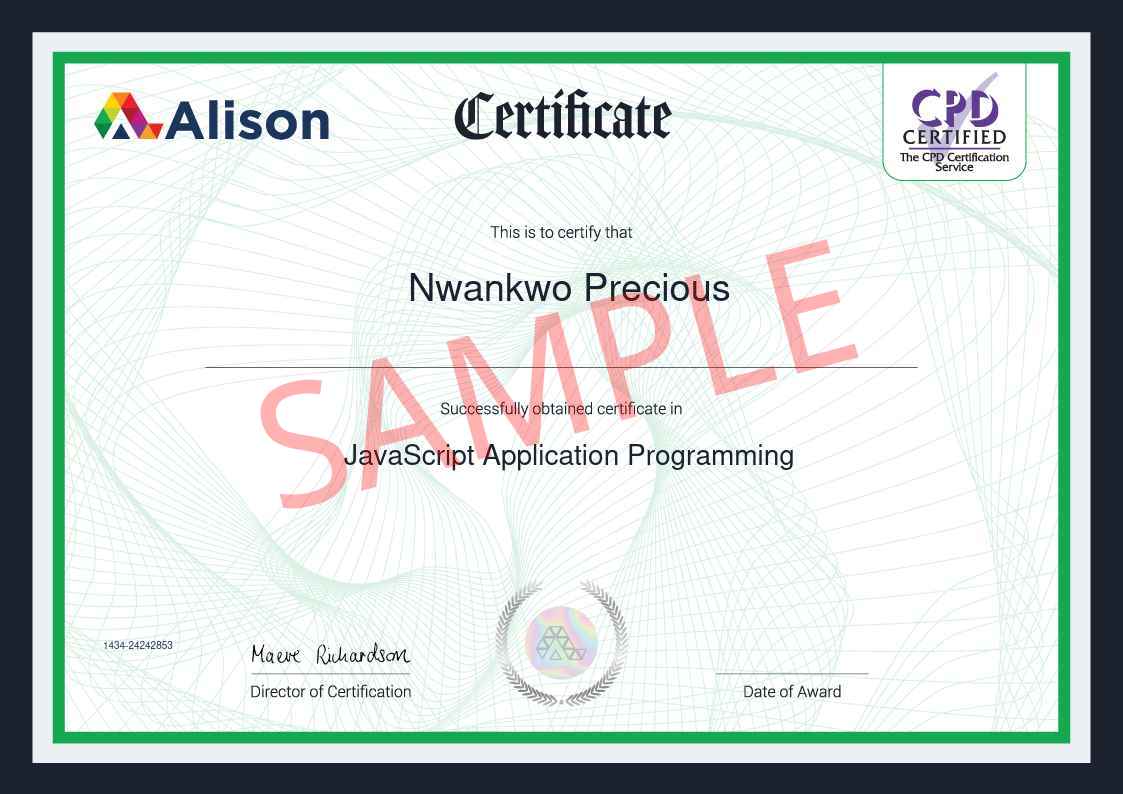 Alison
Certificate
CPD
CERTIFIED
The CPD Certification
Service
This is to certify that
Nwankwo Precious
SAMPLE
Successfully obtained certificate in
JavaScript Application Programming
1434-24242853
Maeve Richardson
Director of Certification
Date of Award